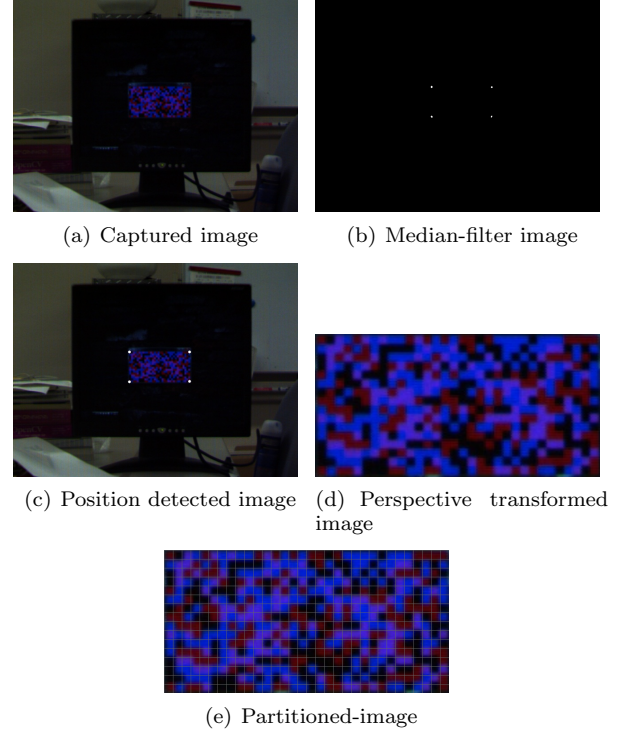 (a) Captured image
(b) Median-filter image
(c) Position detected image
(d) Perspective transformed
image
(e) Partitioned-image